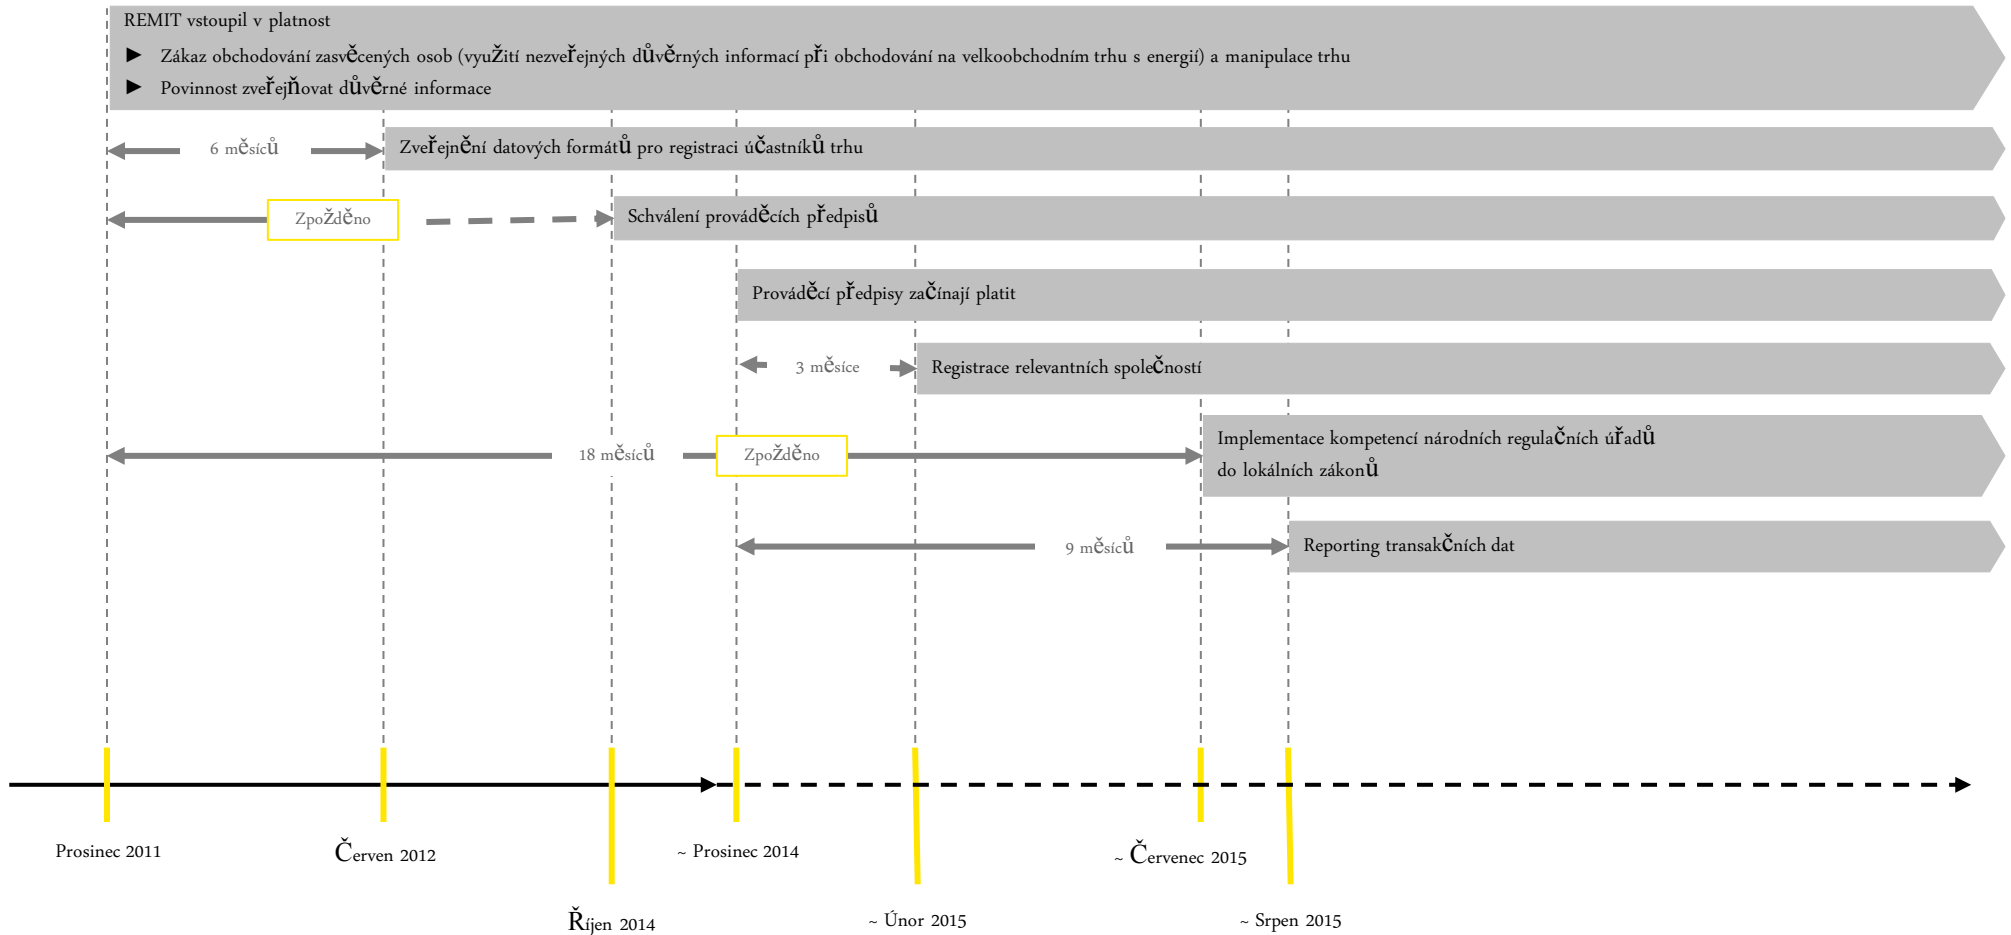 REMIT vstoupil v platnost
► Zákaz obchodování zasvěcených osob (využití nezveřejných důvěrných informací při obchodování na velkoobchodním trhu s energií) a manipulace trhu
► Povinnost zveřejňovat důvěrné informace
6 měsíců
Zveřejnění datových formátů pro registraci účastníků trhu
Zpožděno
Schválení prováděcích předpisů
Prováděcí předpisy začínají platit
3 měsíce
Registrace relevantních společností
18 měsíců
Zpožděno
Implementace kompetencí národních regulačních úřadů
do lokálních zákonů
9 měsíců
Reporting transakčních dat
Prosinec 2011
Červen 2012
~ Prosinec 2014
~ Červenec 2015
Říjen 2014
~ Únor 2015
~ Srpen 2015